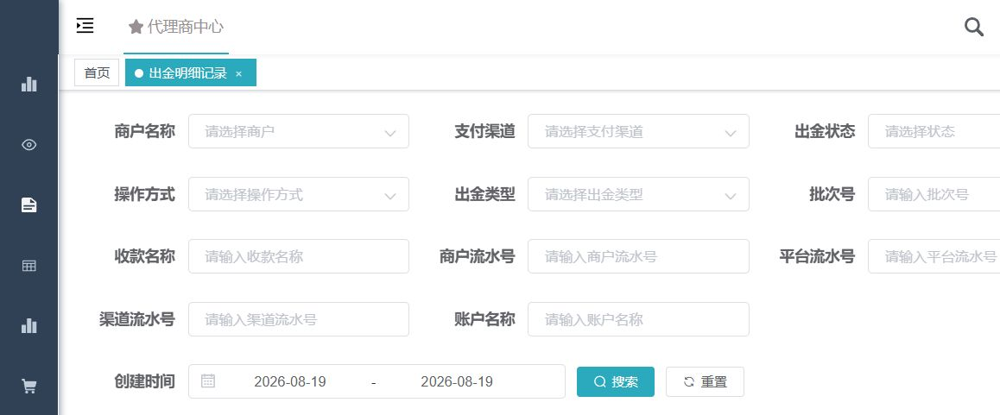 代理商中心
首页 出金明细记录 ×
商户名称 请选择商户 支付渠道 请选择支付渠道 出金状态 请选择状态
操作方式 请选择操作方式 出金类型 请选择出金类型 批次号 请输入批次号
收款名称 请输入收款名称 商户流水号 请输入商户流水号 平台流水号 请输入平台流水号
渠道流水号 请输入渠道流水号 账户名称 请输入账户名称
创建时间 2026-08-19 - 2026-08-19 搜索 重置